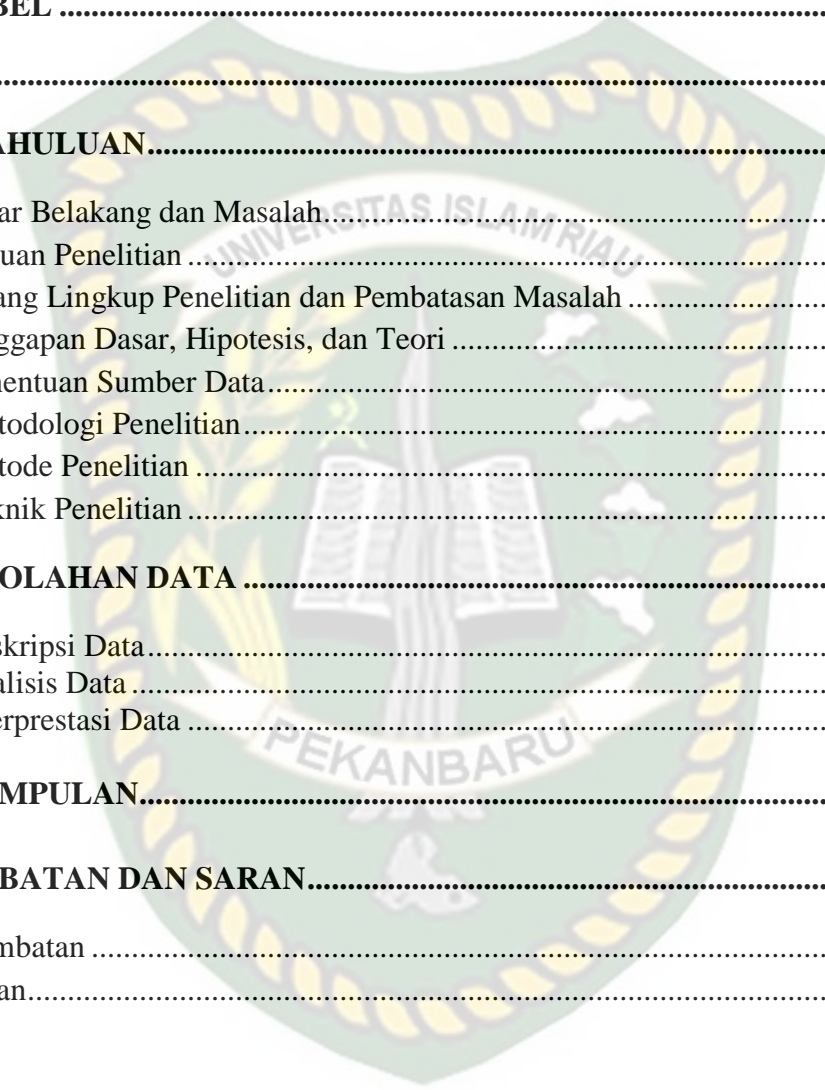 BEL ....................................................................................................
....................................................................................................
AHULUAN....................................................................................................
ar Belakang dan Masalah....................................................................................................
uan Penelitian ....................................................................................................
ang Lingkup Penelitian dan Pembatasan Masalah ..............................
ggapan Dasar, Hipotesis, dan Teori ....................................................
nentuan Sumber Data....................................................................................................
todologi Penelitian....................................................................................................
tode Penelitian ....................................................................................................
knik Penelitian ....................................................................................................
OLAHAN DATA ....................................................................................................
skripsi Data....................................................................................................
alisis Data ....................................................................................................
erprestasi Data ....................................................................................................
MPULAN....................................................................................................
BATAN DAN SARAN....................................................................................................
mbatan ....................................................................................................
an....................................................................................................
UNIVERSITAS ISLAM RIAU
PEKANBARU